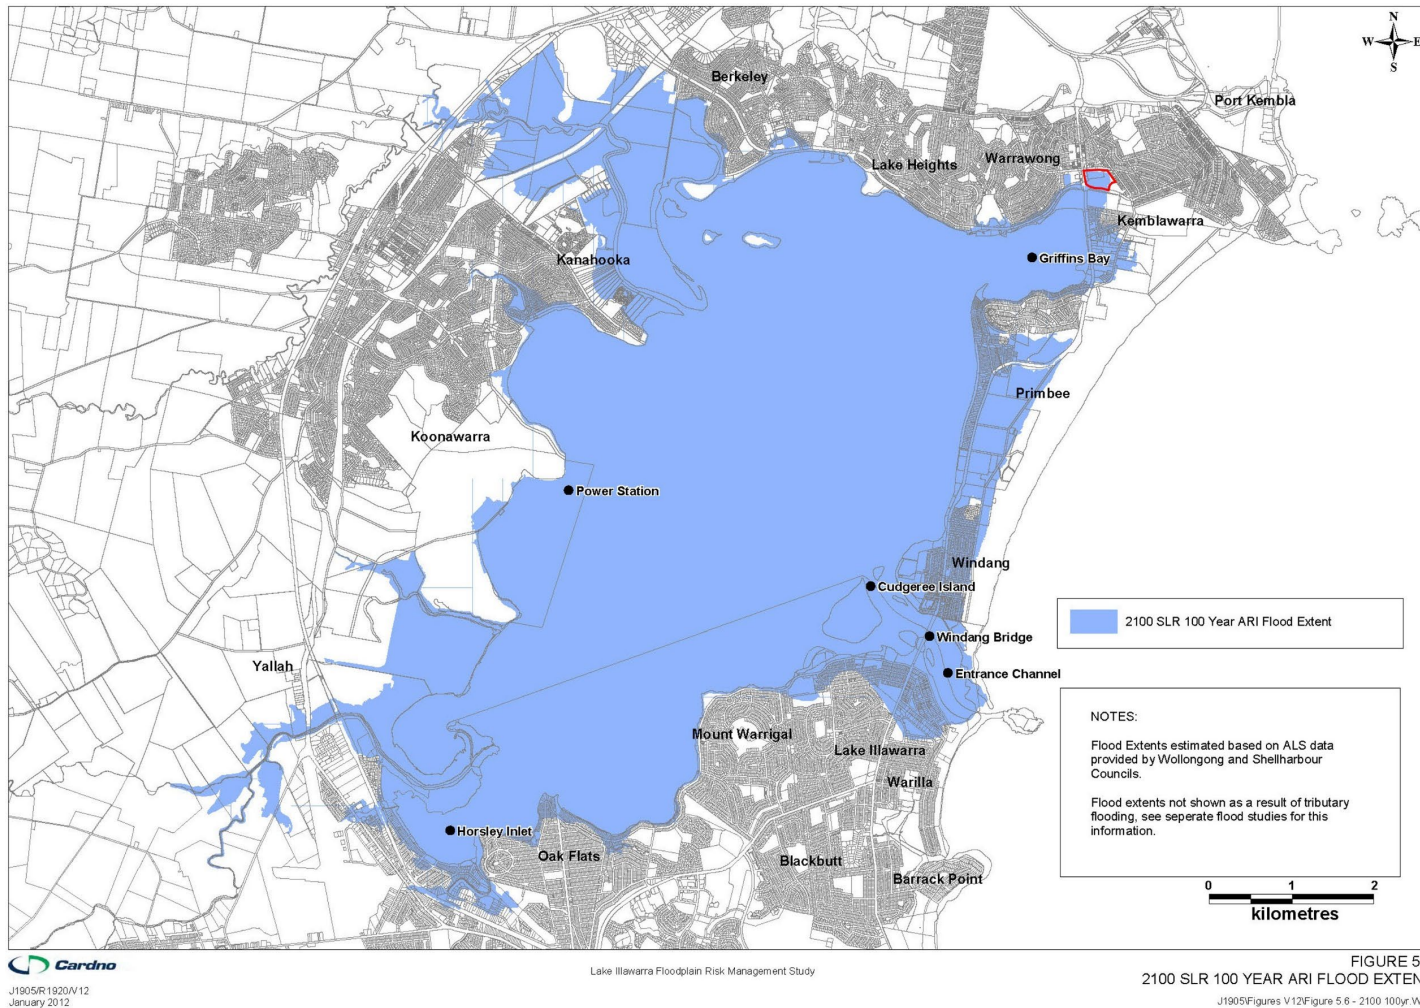 N
W E
S
Berkeley
Port Kembla
Lake Heights
Warrawong
Kemblawarra
Kanahooka
Griffins Bay
Primbee
Koonawarra
Power Station
Windang
Cudgeree Island
2100 SLR 100 Year ARI Flood Extent
Windang Bridge
Yallah
Entrance Channel
NOTES:
Flood Extents estimated based on ALS data
provided by Wollongong and Shellharbour
Councils.
Flood extents not shown as a result of tributary
flooding, see seperate flood studies for this
information.
Mount Warrigal
Lake Illawarra
Warilla
Horsley Inlet
Oak Flats
Blackbutt
Barrack Point
0 1 2
kilometres
Cardno
J1905/R1920/V12
January 2012
Lake Illawarra Floodplain Risk Management Study
FIGURE 5
2100 SLR 100 YEAR ARI FLOOD EXTEN
J1905\Figures V12\Figure 5.6 - 2100 100yr.W